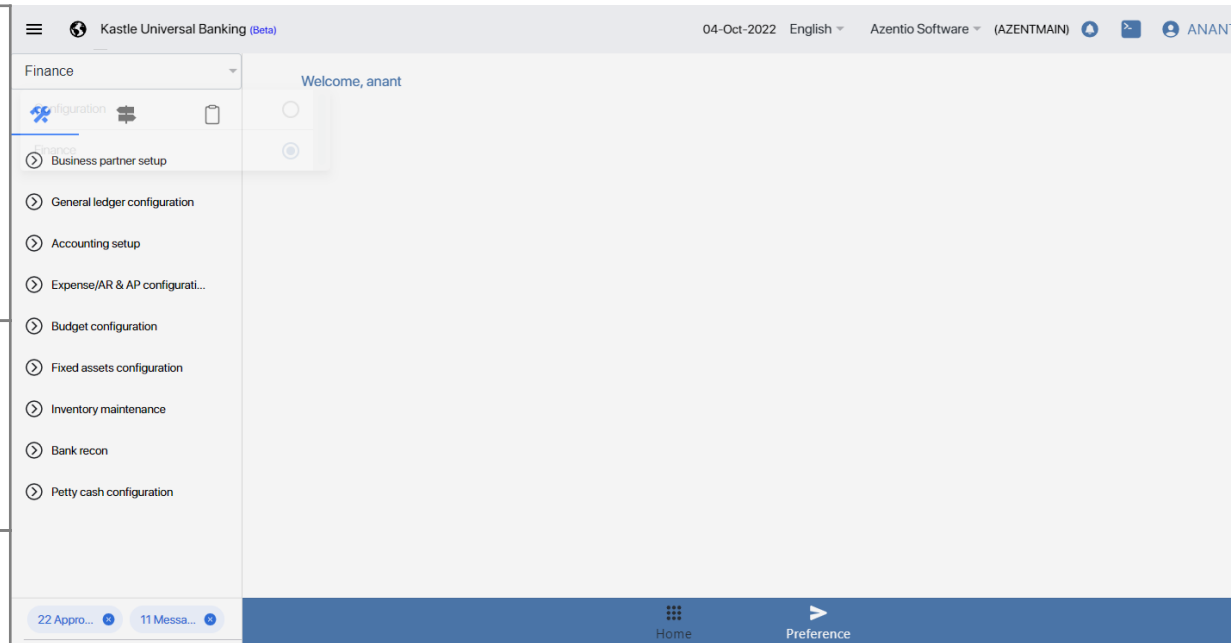 Kastle Universal Banking (Beta)
04-Oct-2022 English Azentio Software (AZENTMAIN) ANANT
Finance
Welcome, anant
Configuration
Finance
Business partner setup
General ledger configuration
Accounting setup
Expense/AR & AP configurati...
Budget configuration
Fixed assets configuration
Inventory maintenance
Bank recon
Petty cash configuration
22 Appro... 11 Messa...
Home Preference